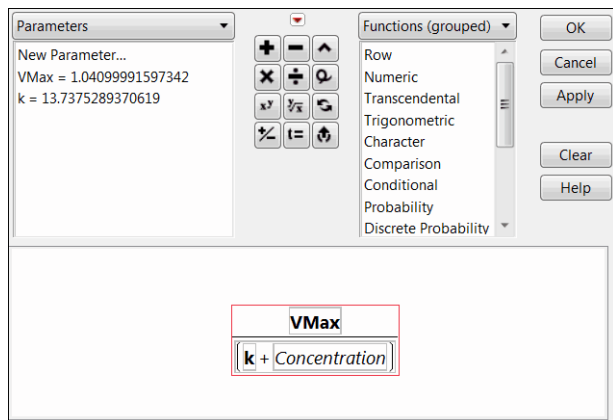 Parameters
New Parameter...
VMax = 1.04099991597342
k = 13.7375289370619
x^y
y√x
+/-
t=
Functions (grouped)
Row
Numeric
Transcendental
Trigonometric
Character
Comparison
Conditional
Probability
Discrete Probability
OK
Cancel
Apply
Clear
Help
VMax
(k + Concentration)